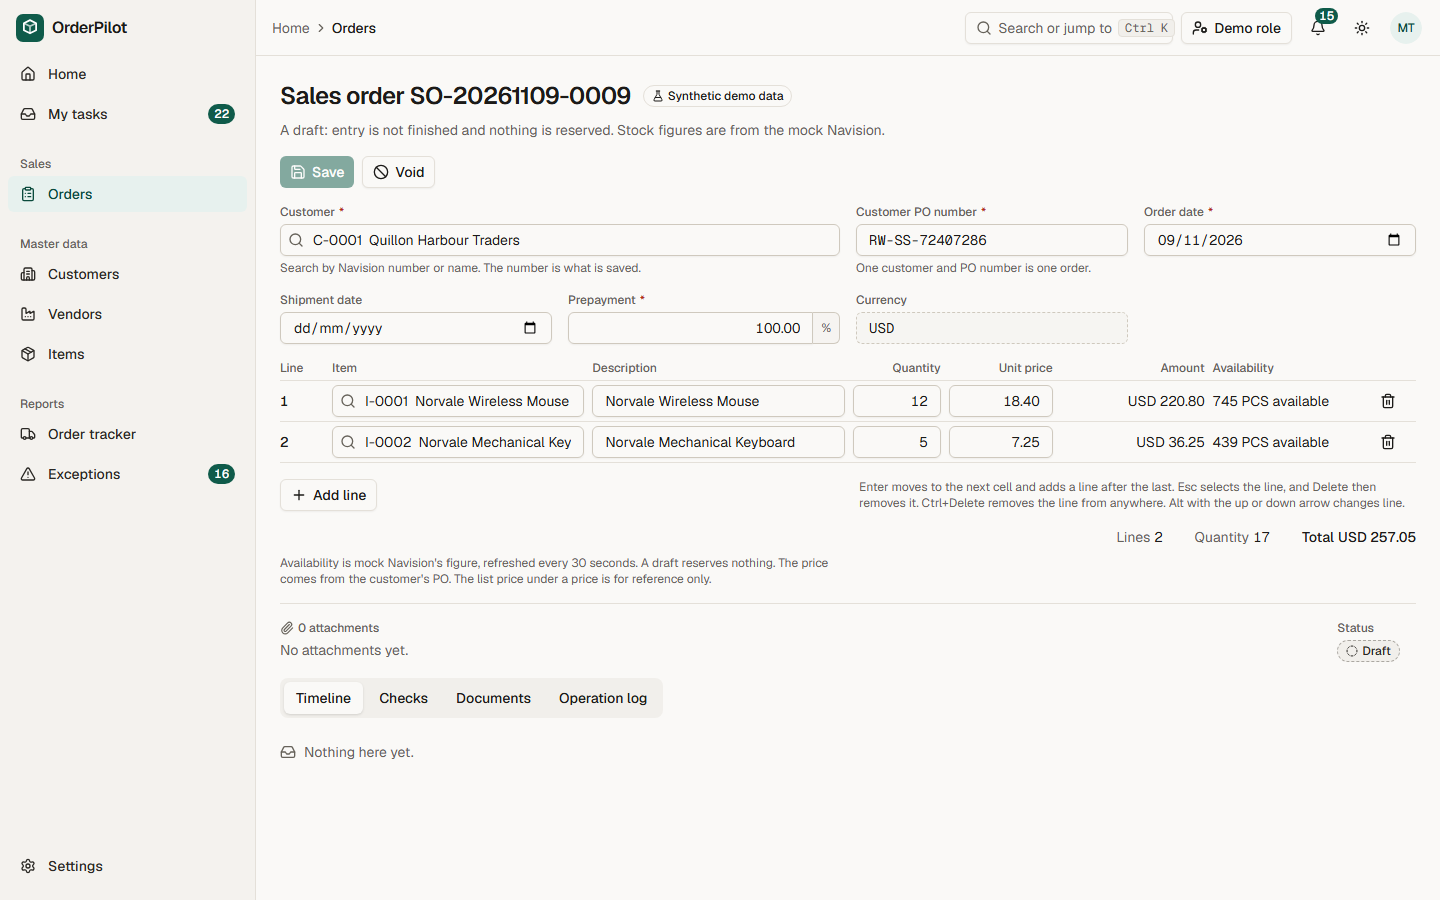 OrderPilot
Home
My tasks 22
Sales
Orders
Master data
Customers
Vendors
Items
Reports
Order tracker
Exceptions 16
Settings
Home > Orders
Search or jump to Ctrl K
Demo role
15
MT
Sales order SO-20261109-0009 Synthetic demo data
A draft: entry is not finished and nothing is reserved. Stock figures are from the mock Navision.
Save Void
Customer * Customer PO number * Order date *
C-0001 Quillon Harbour Traders RW-SS-72407286 09/11/2026
Search by Navision number or name. The number is what is saved. One customer and PO number is one order.
Shipment date Prepayment * Currency
dd/mm/yyyy 100.00 % USD
Line Item Description Quantity Unit price Amount Availability
1 I-0001 Norvale Wireless Mouse Norvale Wireless Mouse 12 18.40 USD 220.80 745 PCS available
2 I-0002 Norvale Mechanical Key Norvale Mechanical Keyboard 5 7.25 USD 36.25 439 PCS available
Add line
Enter moves to the next cell and adds a line after the last. Esc selects the line, and Delete then
removes it. Ctrl+Delete removes the line from anywhere. Alt with the up or down arrow changes line.
Lines 2 Quantity 17 Total USD 257.05
Availability is mock Navision's figure, refreshed every 30 seconds. A draft reserves nothing. The price
comes from the customer's PO. The list price under a price is for reference only.
0 attachments
No attachments yet.
Status
Draft
Timeline Checks Documents Operation log
Nothing here yet.